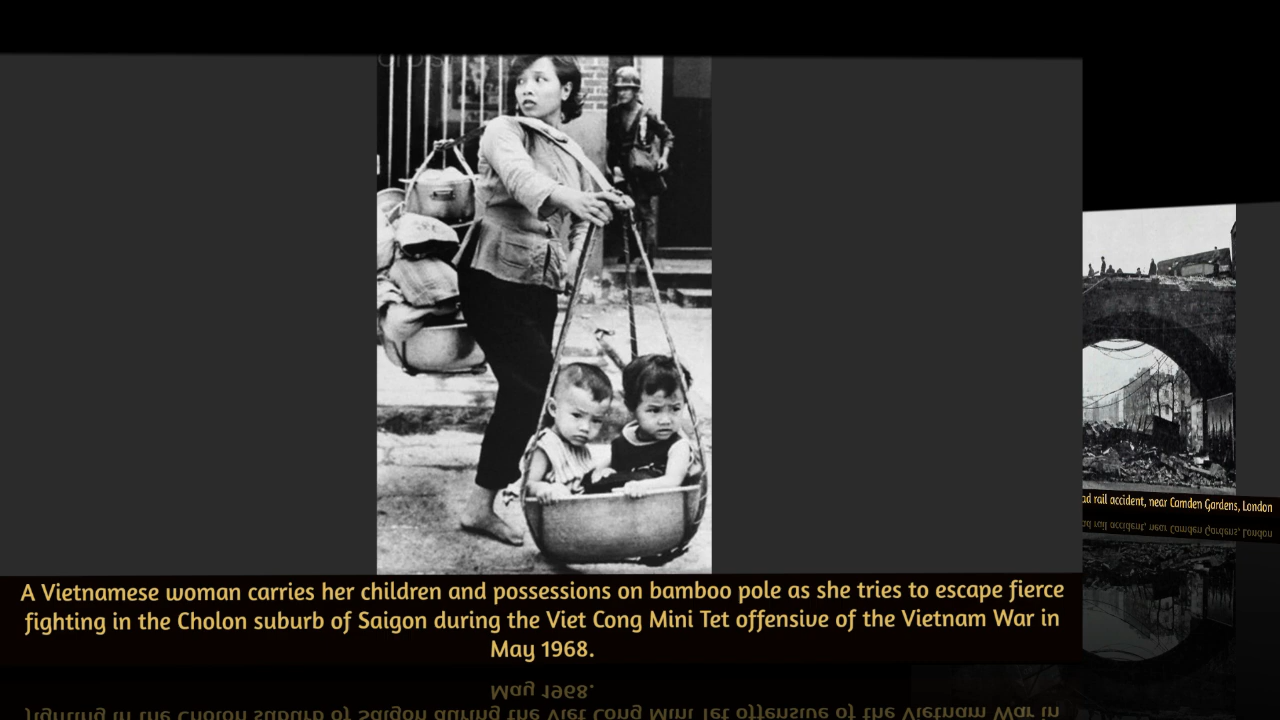 A Vietnamese woman carries her children and possessions on bamboo pole as she tries to escape fierce
fighting in the Cholon suburb of Saigon during the Viet Cong Mini Tet offensive of the Vietnam War in
May 1968.
rail accident, near Camden Gardens, London